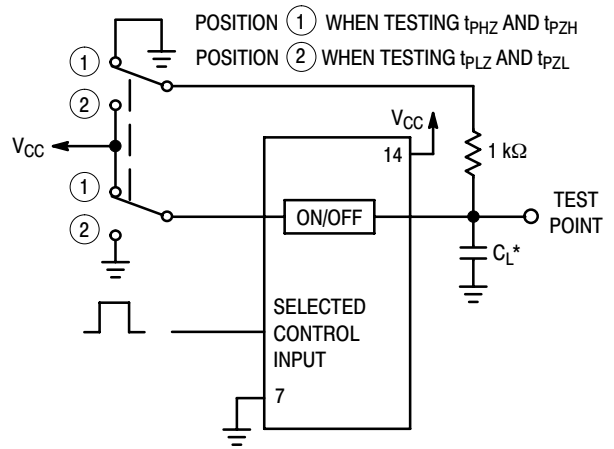 POSITION ① WHEN TESTING tPHZ AND tPZH
POSITION ② WHEN TESTING tPLZ AND tPZL
①
②
VCC
①
②
VCC
14
1 kΩ
ON/OFF
TEST
POINT
CL*
SELECTED
CONTROL
INPUT
7